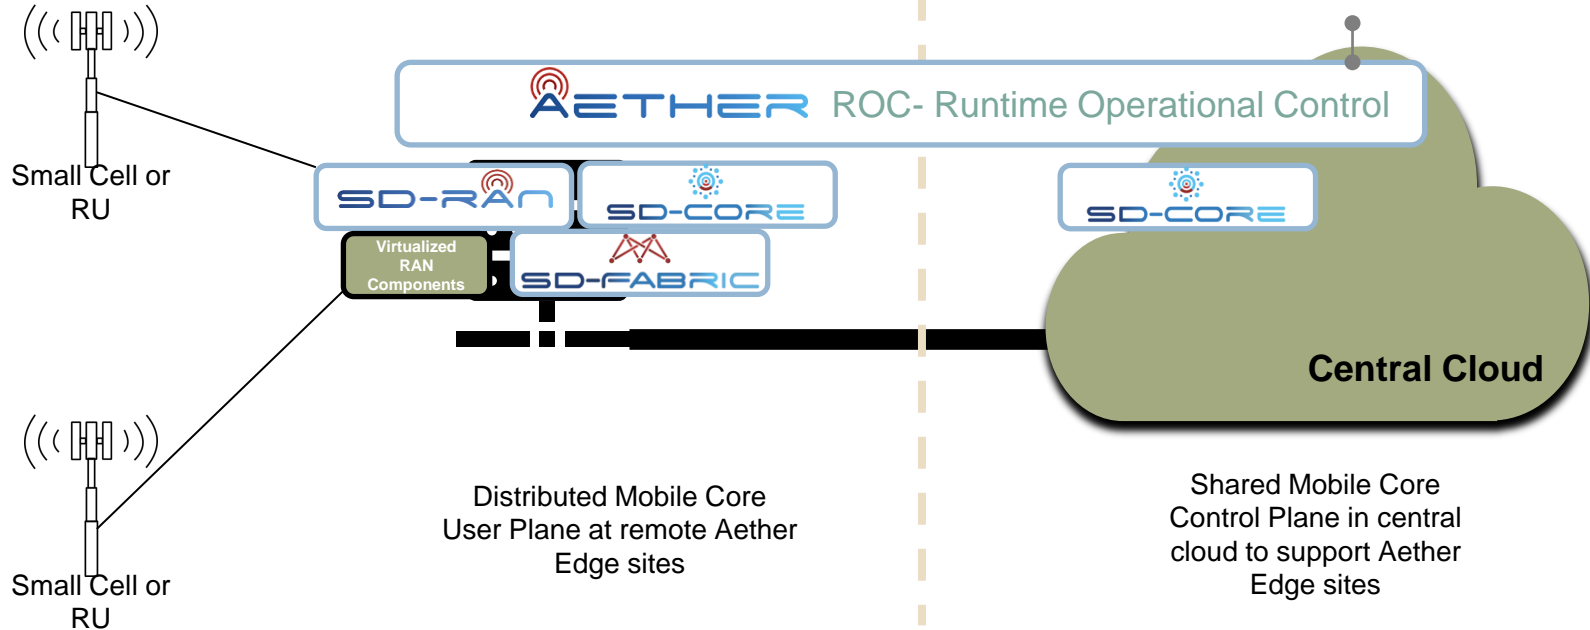 AETHER ROC- Runtime Operational Control
Small Cell or
RU
SD-RAN
SD-CORE
SD-CORE
Virtualized
RAN
Components
SD-FABRIC
Central Cloud
Distributed Mobile Core
User Plane at remote Aether
Edge sites
Shared Mobile Core
Control Plane in central
cloud to support Aether
Edge sites
Small Cell or
RU